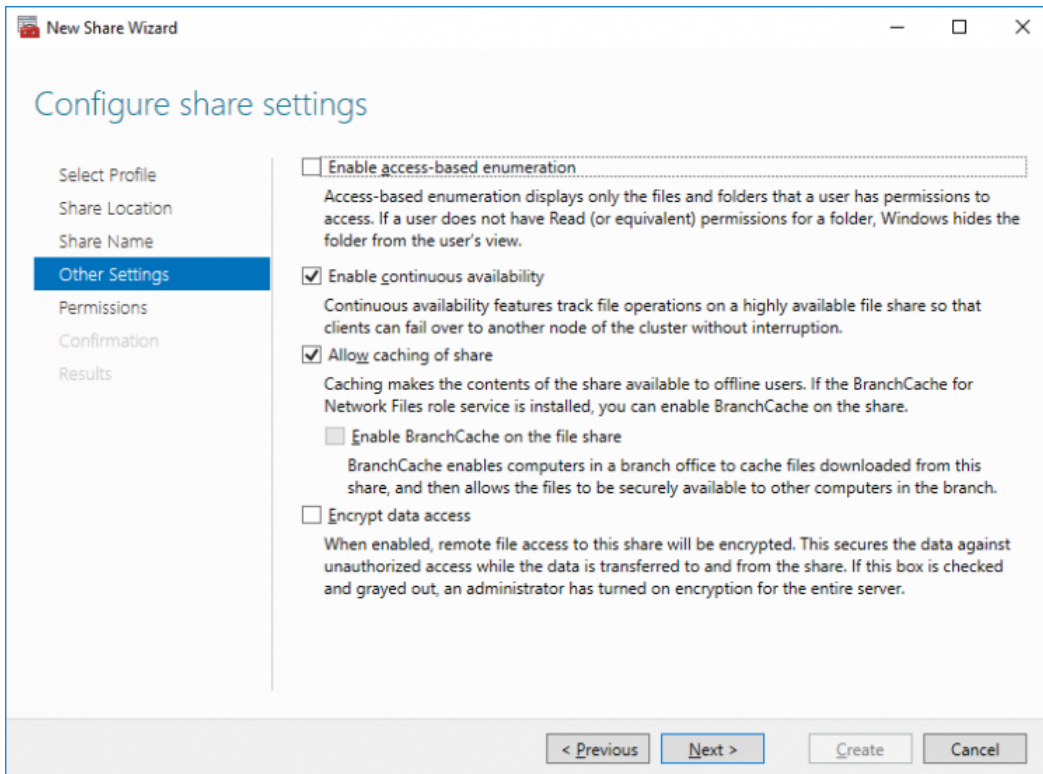 New Share Wizard
Configure share settings
Select Profile
Share Location
Share Name
Other Settings
Permissions
Confirmation
Results
Enable access-based enumeration
Access-based enumeration displays only the files and folders that a user has permissions to
access. If a user does not have Read (or equivalent) permissions for a folder, Windows hides the
folder from the user's view.
Enable continuous availability
Continuous availability features track file operations on a highly available file share so that
clients can fail over to another node of the cluster without interruption.
Allow caching of share
Caching makes the contents of the share available to offline users. If the BranchCache for
Network Files role service is installed, you can enable BranchCache on the share.
Enable BranchCache on the file share
BranchCache enables computers in a branch office to cache files downloaded from this
share, and then allows the files to be securely available to other computers in the branch.
Encrypt data access
When enabled, remote file access to this share will be encrypted. This secures the data against
unauthorized access while the data is transferred to and from the share. If this box is checked
and grayed out, an administrator has turned on encryption for the entire server.
< Previous
Next >
Create
Cancel